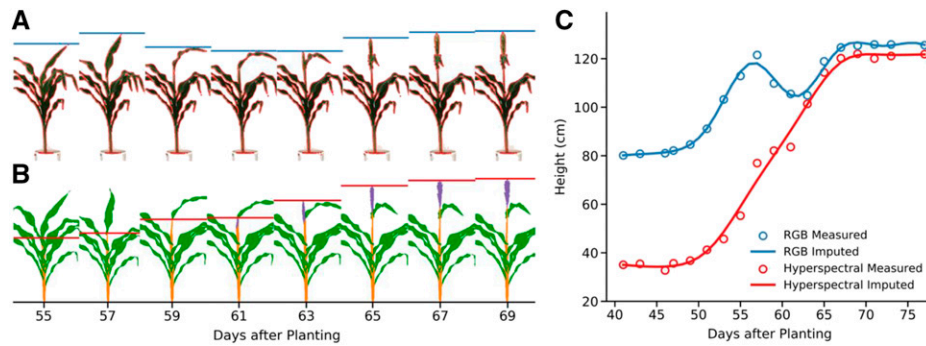 A
B
55 57 59 61 63 65 67 69
Days after Planting
C
Height (cm)
120
100
80
60
40
20
40 45 50 55 60 65 70 75
Days after Planting
RGB Measured
RGB Imputed
Hyperspectral Measured
Hyperspectral Imputed